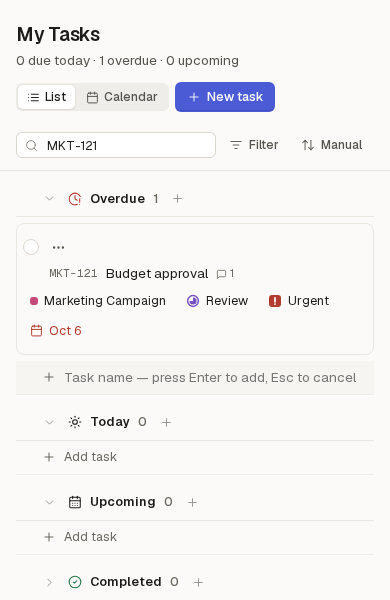 My Tasks
0 due today · 1 overdue · 0 upcoming
List Calendar New task
MKT-121 Filter Manual
Overdue 1
MKT-121 Budget approval 1
Marketing Campaign Review Urgent
Oct 6
Task name — press Enter to add, Esc to cancel
Today 0
Add task
Upcoming 0
Add task
Completed 0